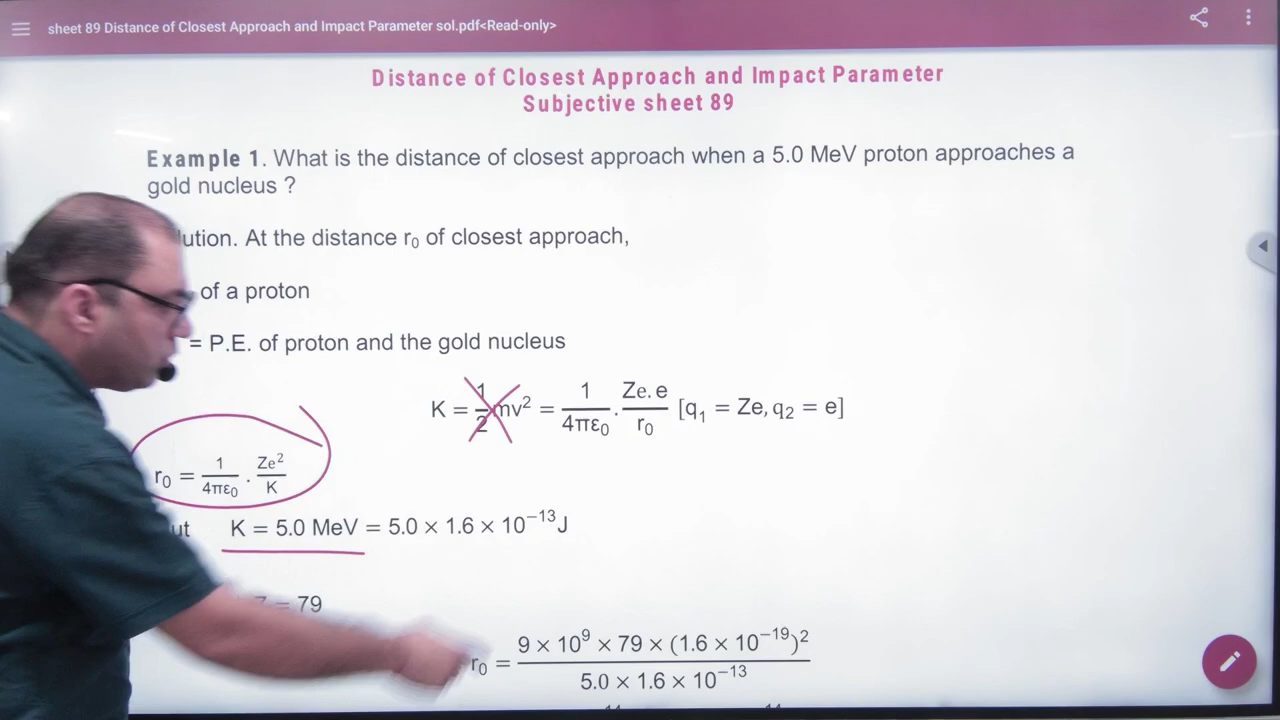 sheet 89 Distance of Closest Approach and Impact Parameter sol.pdf<Read-only>
Distance of Closest Approach and Impact Parameter
Subjective sheet 89
Example 1. What is the distance of closest approach when a 5.0 MeV proton approaches a
gold nucleus ?
ution. At the distance r₀ of closest approach,
of a proton
= P.E. of proton and the gold nucleus
K = 1/2 mv² = 1/4πε₀ . Ze.e/r₀ [q₁ = Ze, q₂ = e]
r₀ = 1/4πε₀ . Ze²/K
ut K = 5.0 MeV = 5.0 × 1.6 × 10⁻¹³ J
Z = 79
r₀ = 9 × 10⁹ × 79 × (1.6 × 10⁻¹⁹)² / 5.0 × 1.6 × 10⁻¹³